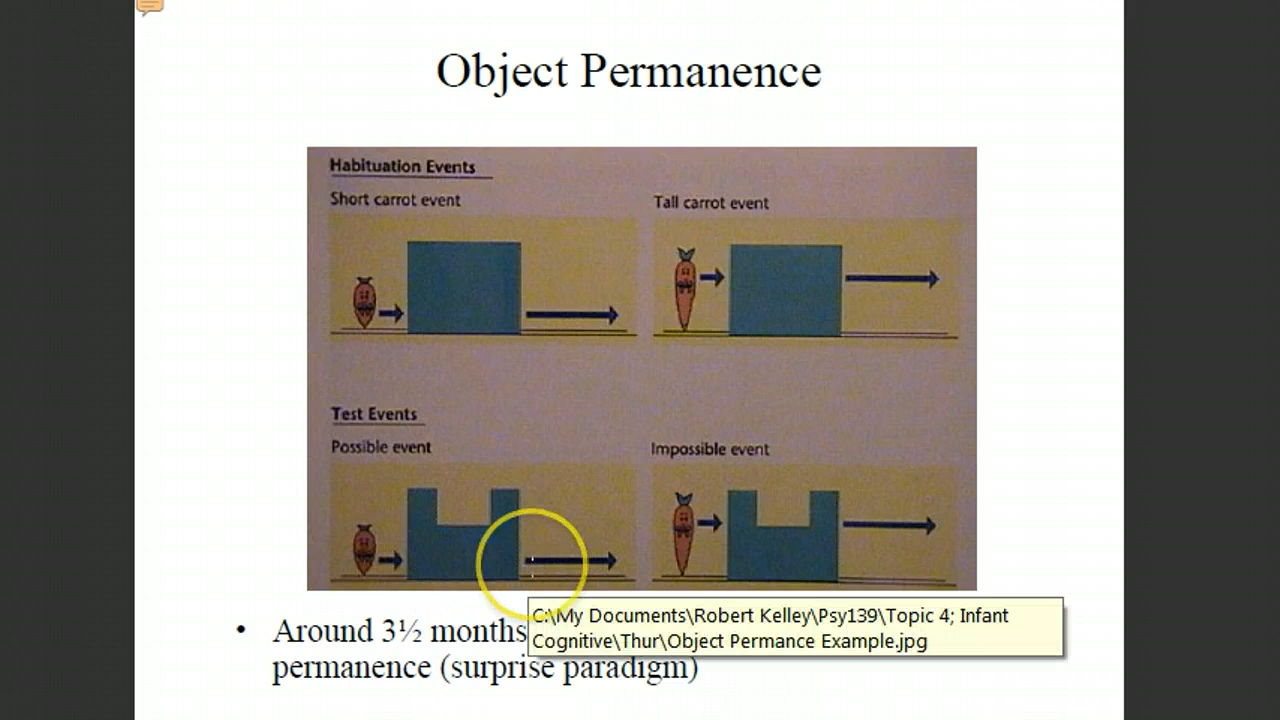 Object Permanence
Habituation Events
Short carrot event
Tall carrot event
Test Events
Possible event
Impossible event
• Around 3½ months
permanence (surprise paradigm)
C:\My Documents\Robert Kelley\Psy139\Topic 4; Infant
Cognitive\Thur\Object Permance Example.jpg